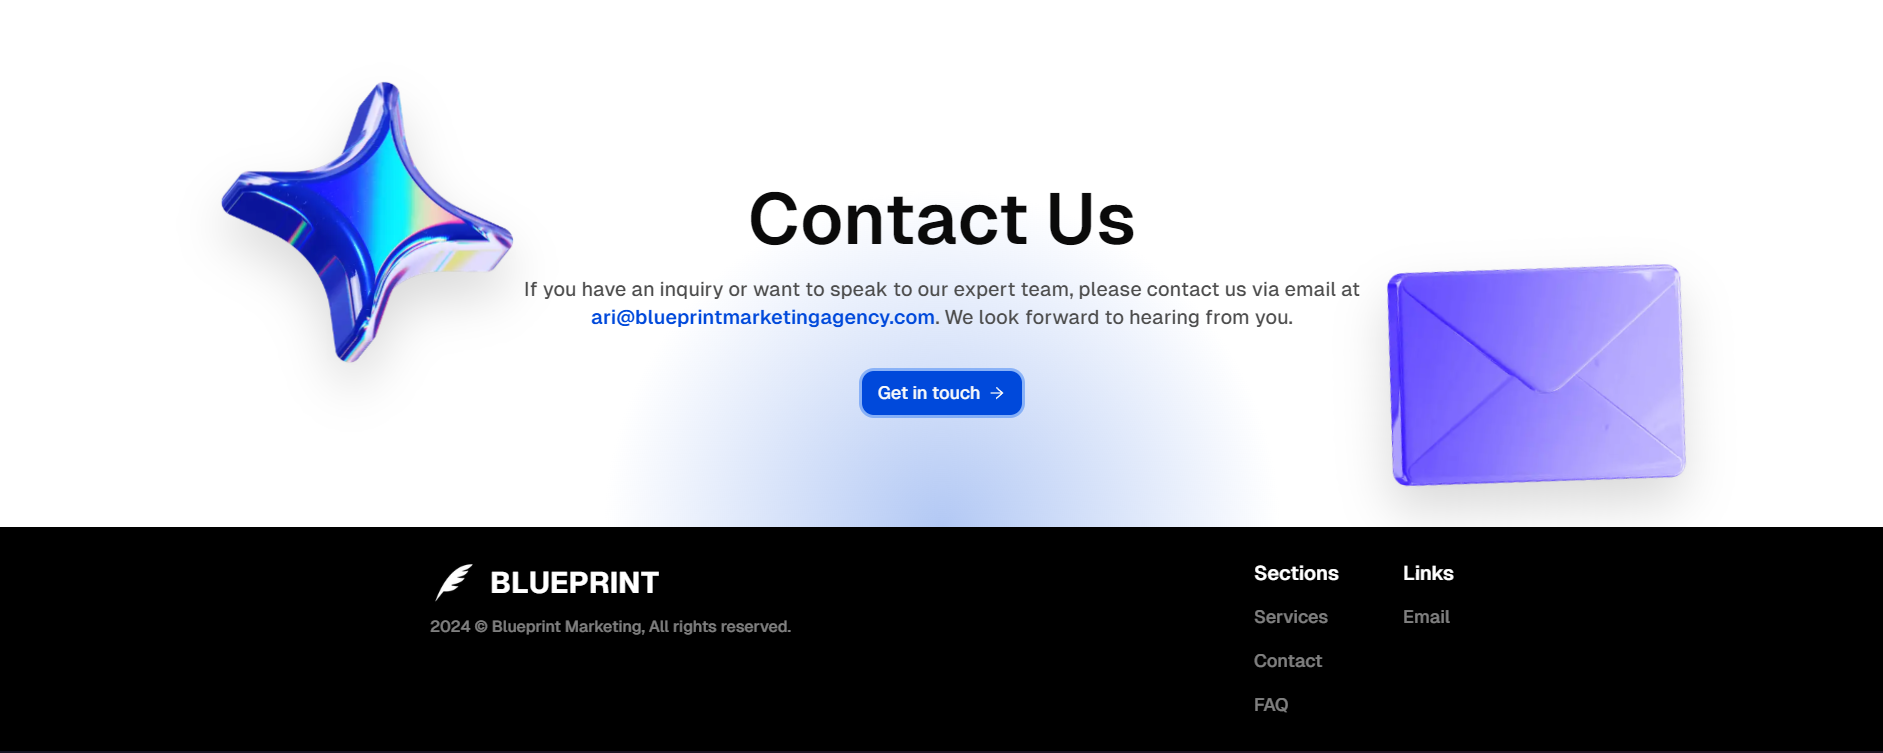 Contact Us
If you have an inquiry or want to speak to our expert team, please contact us via email at
ari@blueprintmarketingagency.com. We look forward to hearing from you.
Get in touch →
BLUEPRINT
2024 © Blueprint Marketing, All rights reserved.
Sections
Services
Contact
FAQ
Links
Email